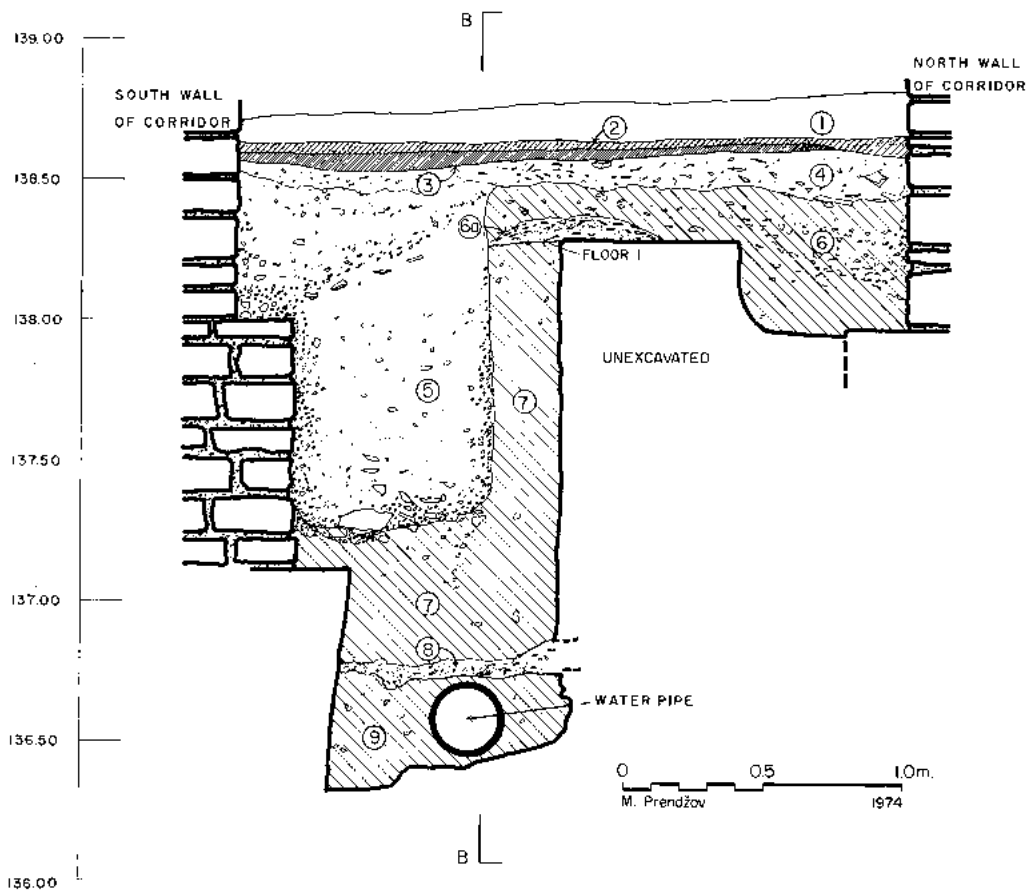 B
139.00
NORTH WALL
OF CORRIDOR
SOUTH WALL
OF CORRIDOR
1
2
136.50
3
4
6a
6
FLOOR I
138.00
UNEXCAVATED
5
7
137.50
137.00
7
8
WATER PIPE
136.50
9
0 0.5 1.0m.
M. Prendžov 1974
B
136.00